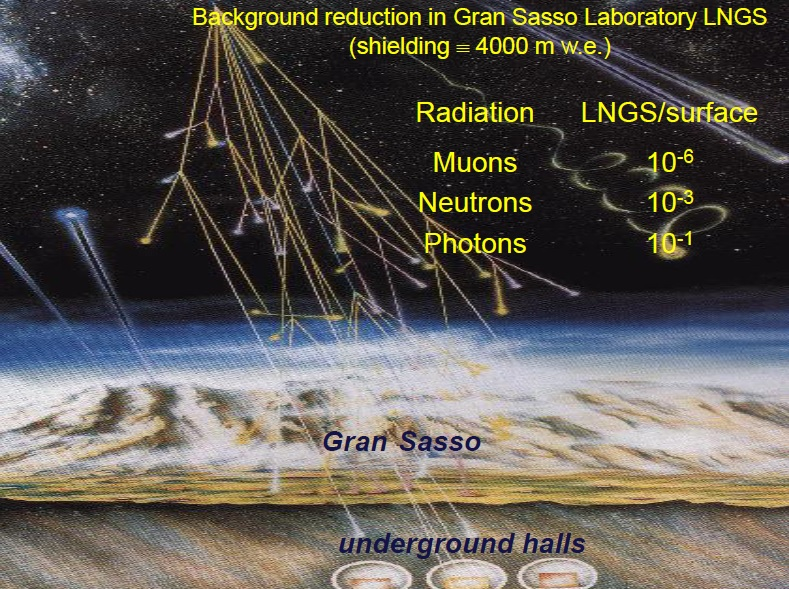 Background reduction in Gran Sasso Laboratory LNGS
(shielding ≡ 4000 m w.e.)
Radiation LNGS/surface
Muons 10⁻⁶
Neutrons 10⁻³
Photons 10⁻¹
Gran Sasso
underground halls